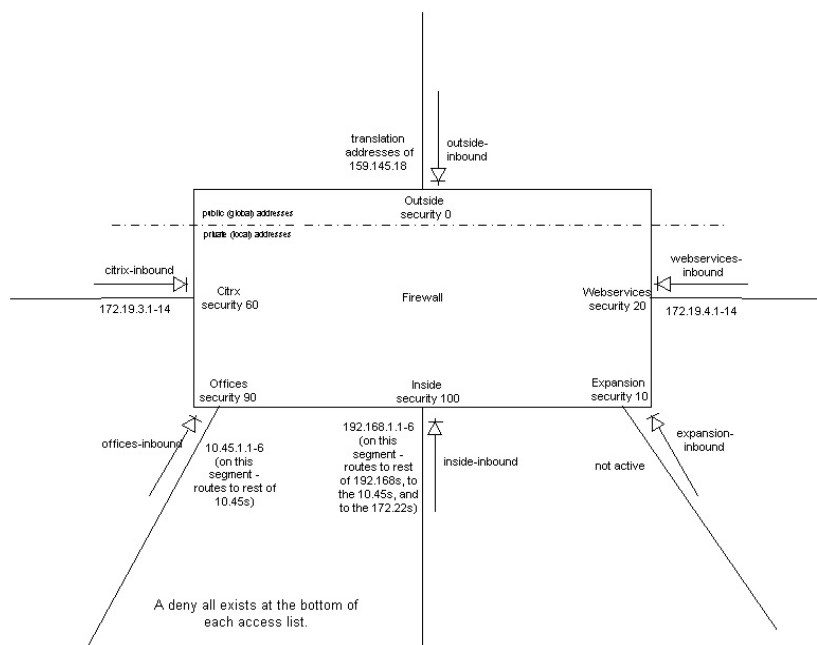 translation
addresses of
159.145.18
outside-
inbound
Outside
security 0
public (global) addresses
private (local) addresses
citrix-inbound
webservices-
inbound
Citrx
security 60
Firewall
Webservices
security 20
172.19.3.1-14
172.19.4.1-14
Offices
security 90
Inside
security 100
Expansion
security 10
offices-inbound
10.45.1.1-6
(on this
segment -
routes to rest of
10.45s)
192.168.1.1-6
(on this
segment -
routes to rest
of 192.168s, to
the 10.45s, and
to the 172.22s)
inside-inbound
not active
expansion-
inbound
A deny all exists at the bottom of
each access list.